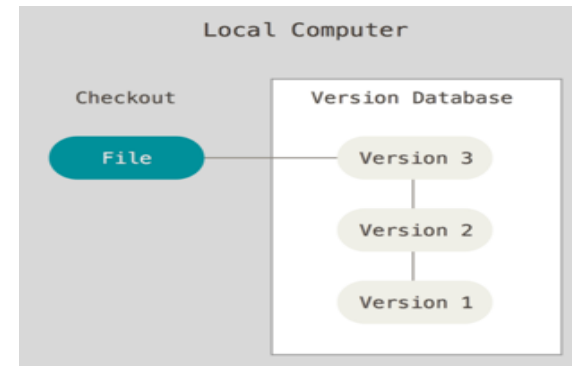 Local Computer
Checkout
Version Database
File
Version 3
Version 2
Version 1